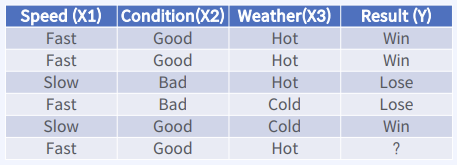 Speed (X1) Condition(X2) Weather(X3) Result (Y)
Fast Good Hot Win
Fast Good Hot Win
Slow Bad Hot Lose
Fast Bad Cold Lose
Slow Good Cold Win
Fast Good Hot ?